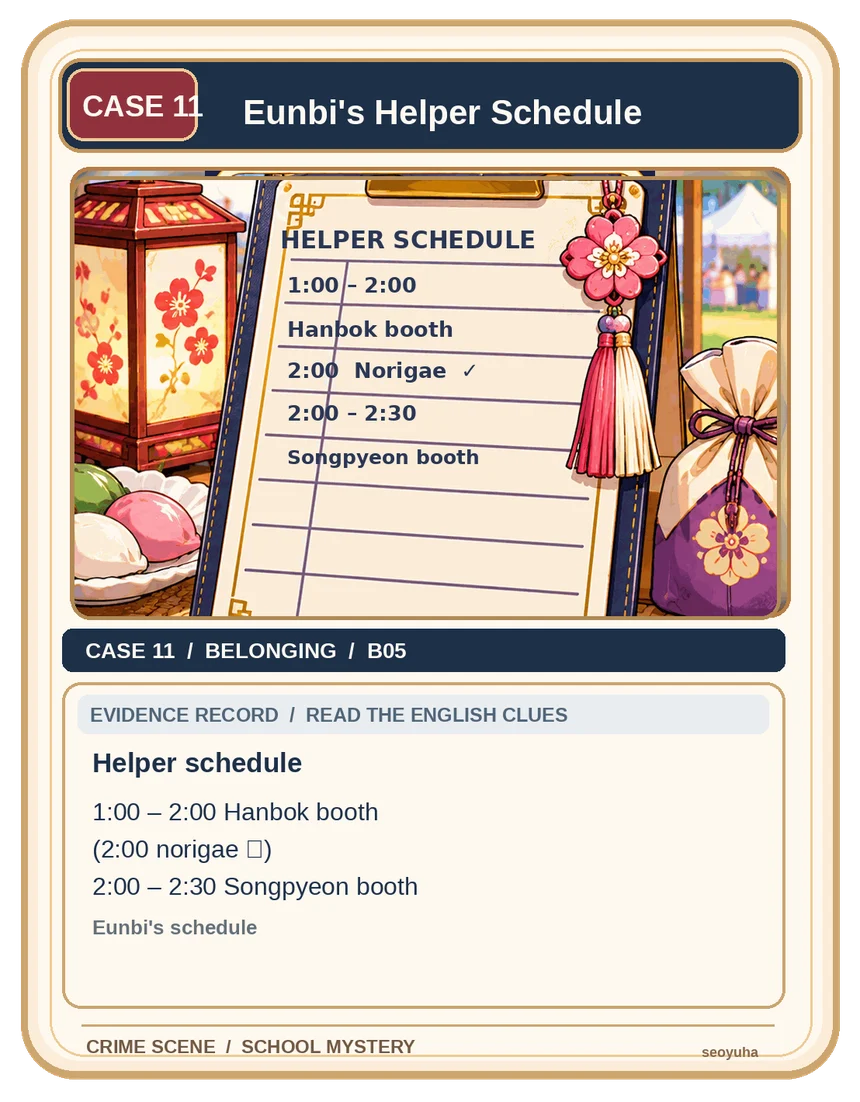 CASE 11
Eunbi's Helper Schedule
HELPER SCHEDULE
1:00 – 2:00
Hanbok booth
2:00 Norigae ✓
2:00 – 2:30
Songpyeon booth
CASE 11 / BELONGING / B05
EVIDENCE RECORD / READ THE ENGLISH CLUES
Helper schedule
1:00 – 2:00 Hanbok booth
(2:00 norigae □)
2:00 – 2:30 Songpyeon booth
Eunbi's schedule
CRIME SCENE / SCHOOL MYSTERY
seoyuha